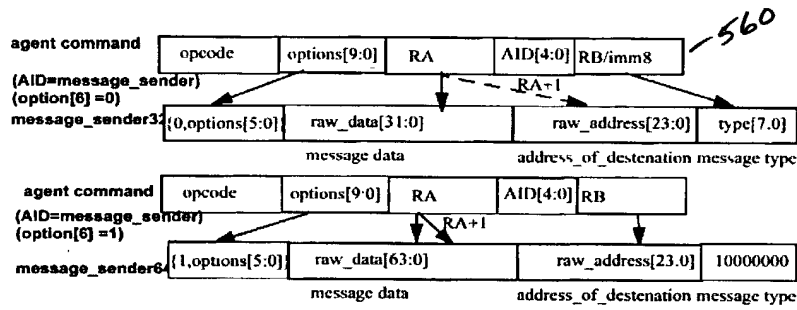 560
agent command opcode options[9:0] RA AID[4:0] RB/imm8
(AID=message_sender)
(option[6] =0) RA+1
message_sender32 {0,options[5:0]} raw_data[31:0] raw_address[23:0] type[7.0]
message data address_of_destenation message type
agent command opcode options[9:0] RA AID[4:0] RB
(AID=message_sender)
(option[6] =1) RA+1
message_sender64 {1,options[5:0]} raw_data[63:0] raw_address[23.0] 10000000
message data address_of_destenation message type